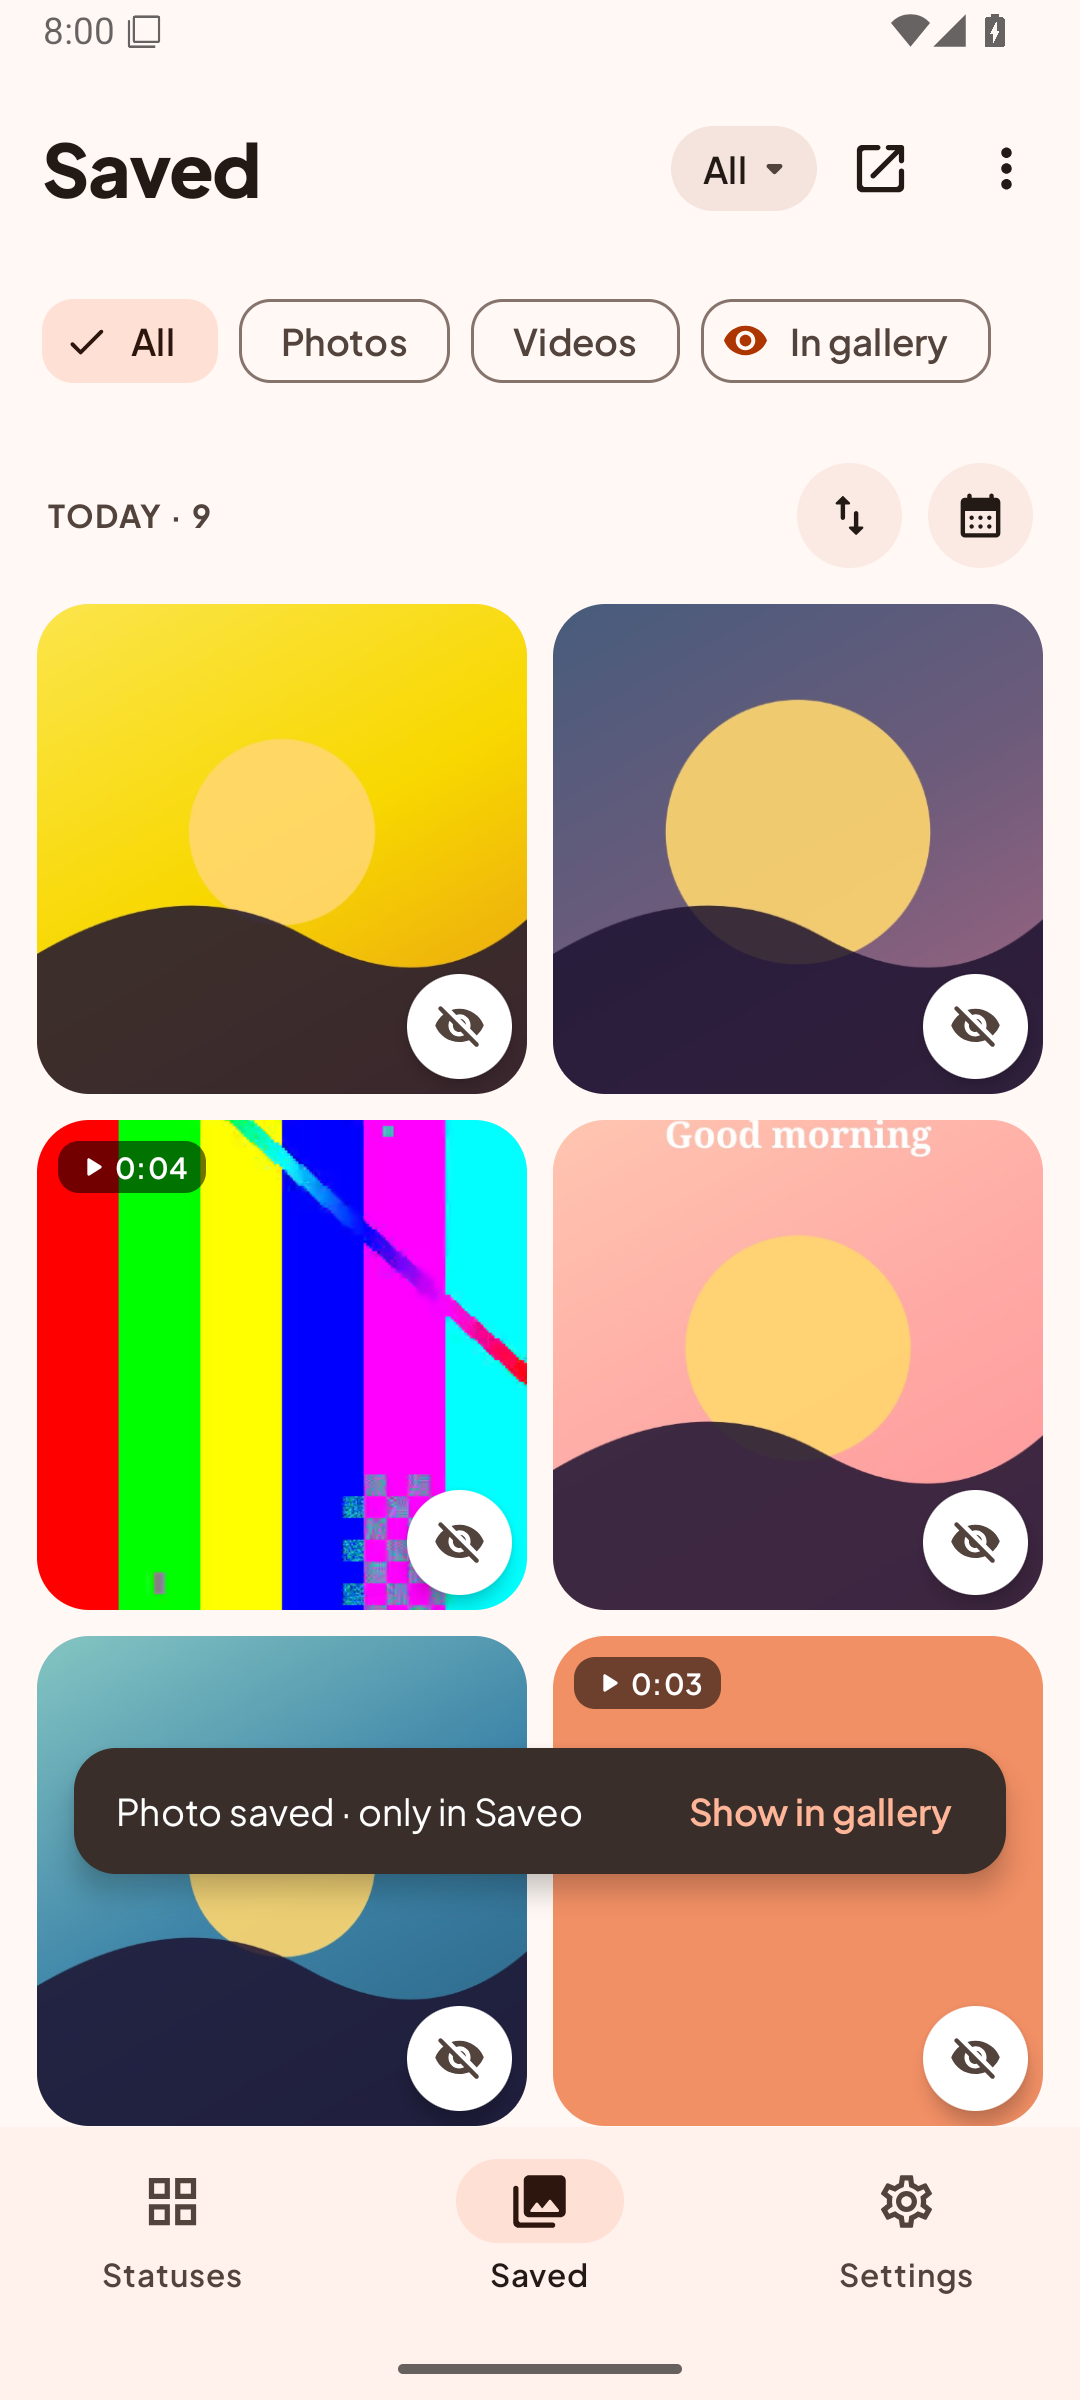 8:00
Saved
All
All
Photos
Videos
In gallery
TODAY · 9
0:04
Good morning
0:03
Photo saved · only in Saveo
Show in gallery
Statuses
Saved
Settings